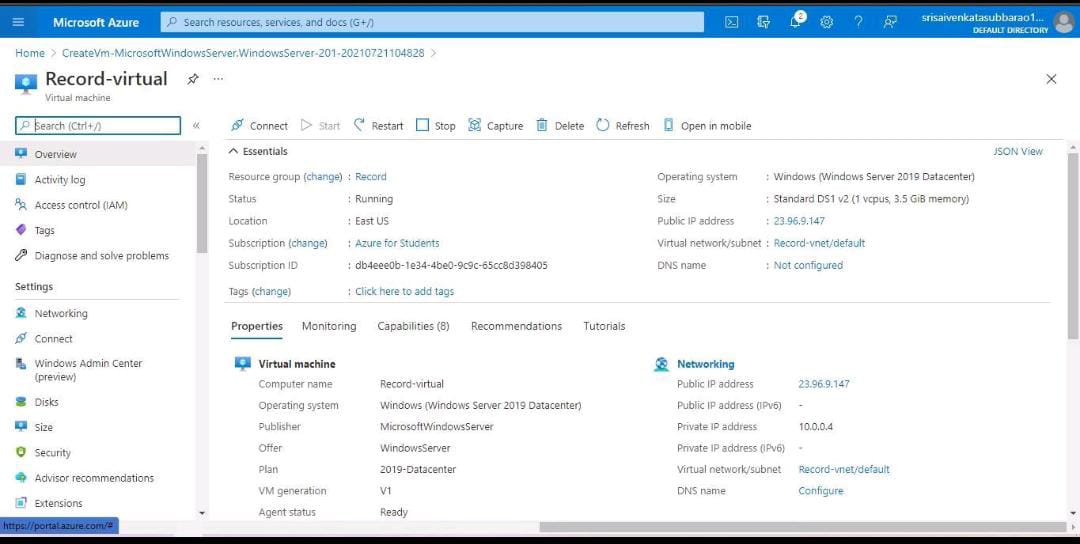 Microsoft Azure
Search resources, services, and docs (G+/)
2
srisaivenkatasubbarao1...
DEFAULT DIRECTORY
Home > CreateVm-MicrosoftWindowsServer.WindowsServer-201-20210721104828 >
Record-virtual ...
Virtual machine
Search (Ctrl+/)
«
Connect Start Restart Stop Capture Delete Refresh Open in mobile
Overview
Activity log
Access control (IAM)
Tags
Diagnose and solve problems
Settings
Networking
Connect
Windows Admin Center
(preview)
Disks
Size
Security
Advisor recommendations
Extensions
https://portal.azure.com/#
Essentials
JSON View
Resource group (change) : Record
Status : Running
Location : East US
Subscription (change) : Azure for Students
Subscription ID : db4eee0b-1e34-4be0-9c9c-65cc8d398405
Tags (change) : Click here to add tags
Operating system : Windows (Windows Server 2019 Datacenter)
Size : Standard DS1 v2 (1 vcpus, 3.5 GiB memory)
Public IP address : 23.96.9.147
Virtual network/subnet : Record-vnet/default
DNS name : Not configured
Properties Monitoring Capabilities (8) Recommendations Tutorials
Virtual machine
Computer name Record-virtual
Operating system Windows (Windows Server 2019 Datacenter)
Publisher MicrosoftWindowsServer
Offer WindowsServer
Plan 2019-Datacenter
VM generation V1
Agent status Ready
Networking
Public IP address 23.96.9.147
Public IP address (IPv6) -
Private IP address 10.0.0.4
Private IP address (IPv6) -
Virtual network/subnet Record-vnet/default
DNS name Configure